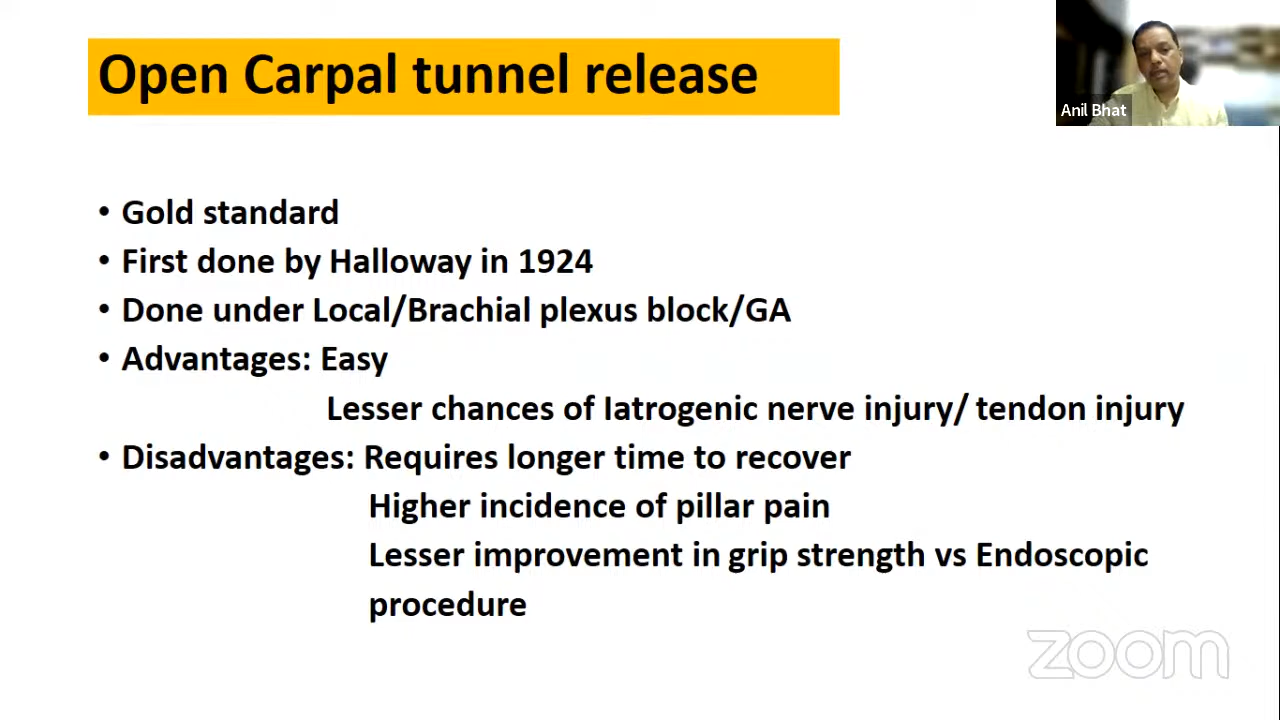 Open Carpal tunnel release
Anil Bhat
• Gold standard
• First done by Halloway in 1924
• Done under Local/Brachial plexus block/GA
• Advantages: Easy
Lesser chances of Iatrogenic nerve injury/ tendon injury
• Disadvantages: Requires longer time to recover
Higher incidence of pillar pain
Lesser improvement in grip strength vs Endoscopic
procedure
zoom